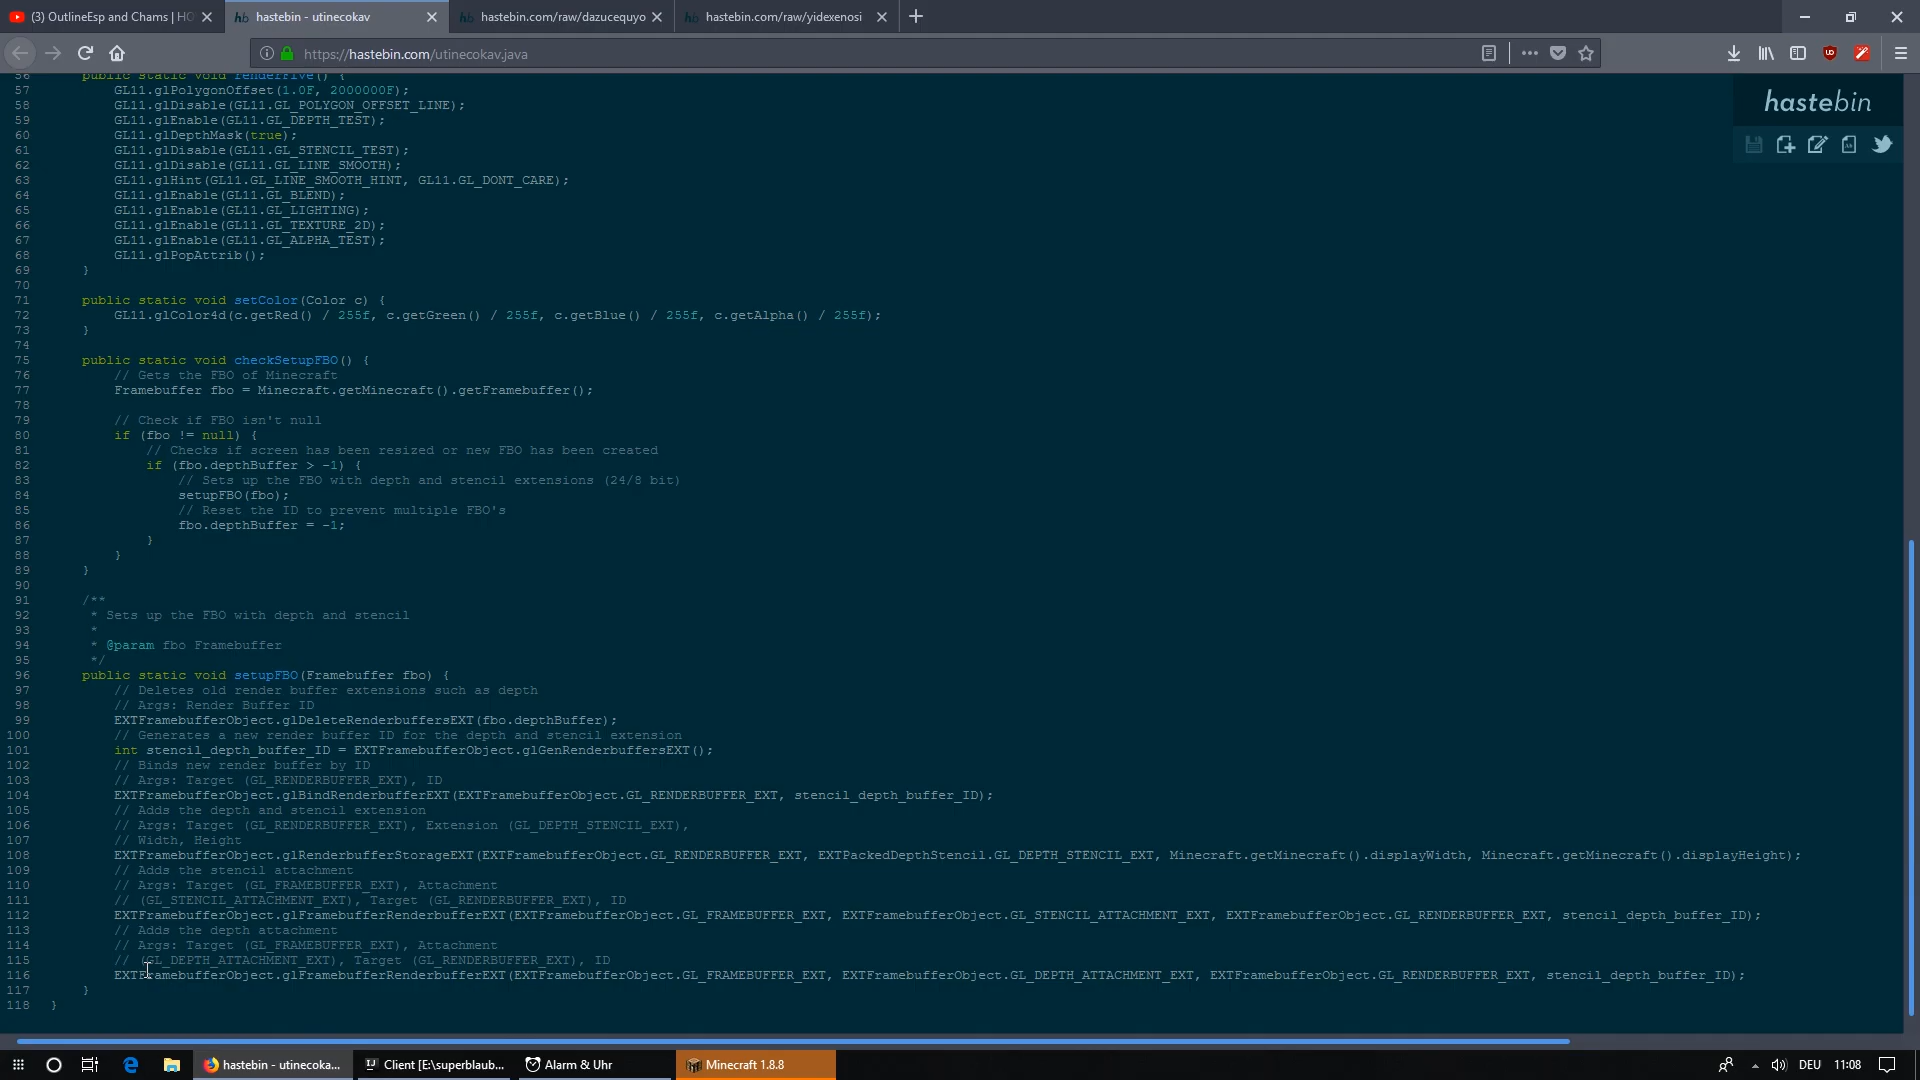 (3) OutlineEsp and Chams | HO
hastebin - utinecokav
hastebin.com/raw/dazucequyo
hastebin.com/raw/yidexenosi
https://hastebin.com/utinecokav.java
hastebin
56 public static void renderFive() {
57 GL11.glPolygonOffset(1.0F, 2000000F);
58 GL11.glDisable(GL11.GL_POLYGON_OFFSET_LINE);
59 GL11.glEnable(GL11.GL_DEPTH_TEST);
60 GL11.glDepthMask(true);
61 GL11.glDisable(GL11.GL_STENCIL_TEST);
62 GL11.glDisable(GL11.GL_LINE_SMOOTH);
63 GL11.glHint(GL11.GL_LINE_SMOOTH_HINT, GL11.GL_DONT_CARE);
64 GL11.glEnable(GL11.GL_BLEND);
65 GL11.glEnable(GL11.GL_LIGHTING);
66 GL11.glEnable(GL11.GL_TEXTURE_2D);
67 GL11.glEnable(GL11.GL_ALPHA_TEST);
68 GL11.glPopAttrib();
69 }
70
71 public static void setColor(Color c) {
72 GL11.glColor4d(c.getRed() / 255f, c.getGreen() / 255f, c.getBlue() / 255f, c.getAlpha() / 255f);
73 }
74
75 public static void checkSetupFBO() {
76 // Gets the FBO of Minecraft
77 Framebuffer fbo = Minecraft.getMinecraft().getFramebuffer();
78
79 // Check if FBO isn't null
80 if (fbo != null) {
81 // Checks if screen has been resized or new FBO has been created
82 if (fbo.depthBuffer > -1) {
83 // Sets up the FBO with depth and stencil extensions (24/8 bit)
84 setupFBO(fbo);
85 // Reset the ID to prevent multiple FBO's
86 fbo.depthBuffer = -1;
87 }
88 }
89 }
90
91 /**
92 * Sets up the FBO with depth and stencil
93 *
94 * @param fbo Framebuffer
95 */
96 public static void setupFBO(Framebuffer fbo) {
97 // Deletes old render buffer extensions such as depth
98 // Args: Render Buffer ID
99 EXTFramebufferObject.glDeleteRenderbuffersEXT(fbo.depthBuffer);
100 // Generates a new render buffer ID for the depth and stencil extension
101 int stencil_depth_buffer_ID = EXTFramebufferObject.glGenRenderbuffersEXT();
102 // Binds new render buffer by ID
103 // Args: Target (GL_RENDERBUFFER_EXT), ID
104 EXTFramebufferObject.glBindRenderbufferEXT(EXTFramebufferObject.GL_RENDERBUFFER_EXT, stencil_depth_buffer_ID);
105 // Adds the depth and stencil extension
106 // Args: Target (GL_RENDERBUFFER_EXT), Extension (GL_DEPTH_STENCIL_EXT),
107 // Width, Height
108 EXTFramebufferObject.glRenderbufferStorageEXT(EXTFramebufferObject.GL_RENDERBUFFER_EXT, EXTPackedDepthStencil.GL_DEPTH_STENCIL_EXT, Minecraft.getMinecraft().displayWidth, Minecraft.getMinecraft().displayHeight);
109 // Adds the stencil attachment
110 // Args: Target (GL_FRAMEBUFFER_EXT), Attachment
111 // (GL_STENCIL_ATTACHMENT_EXT), Target (GL_RENDERBUFFER_EXT), ID
112 EXTFramebufferObject.glFramebufferRenderbufferEXT(EXTFramebufferObject.GL_FRAMEBUFFER_EXT, EXTFramebufferObject.GL_STENCIL_ATTACHMENT_EXT, EXTFramebufferObject.GL_RENDERBUFFER_EXT, stencil_depth_buffer_ID);
113 // Adds the depth attachment
114 // Args: Target (GL_FRAMEBUFFER_EXT), Attachment
115 // (GL_DEPTH_ATTACHMENT_EXT), Target (GL_RENDERBUFFER_EXT), ID
116 EXTFramebufferObject.glFramebufferRenderbufferEXT(EXTFramebufferObject.GL_FRAMEBUFFER_EXT, EXTFramebufferObject.GL_DEPTH_ATTACHMENT_EXT, EXTFramebufferObject.GL_RENDERBUFFER_EXT, stencil_depth_buffer_ID);
117 }
118 }
hastebin - utinecoka...
Client [E:\superblaub...
Alarm & Uhr
Minecraft 1.8.8
DEU
11:08